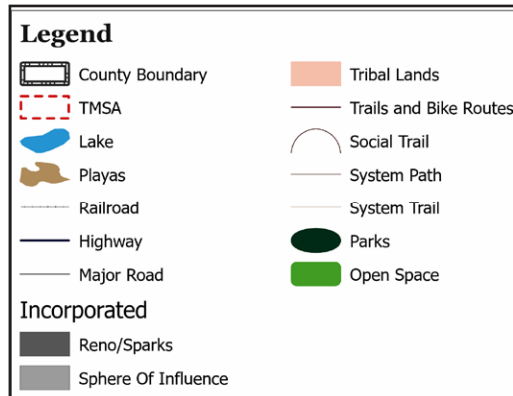 Legend
County Boundary
TMSA
Lake
Playas
Railroad
Highway
Major Road
Incorporated
Reno/Sparks
Sphere Of Influence
Tribal Lands
Trails and Bike Routes
Social Trail
System Path
System Trail
Parks
Open Space